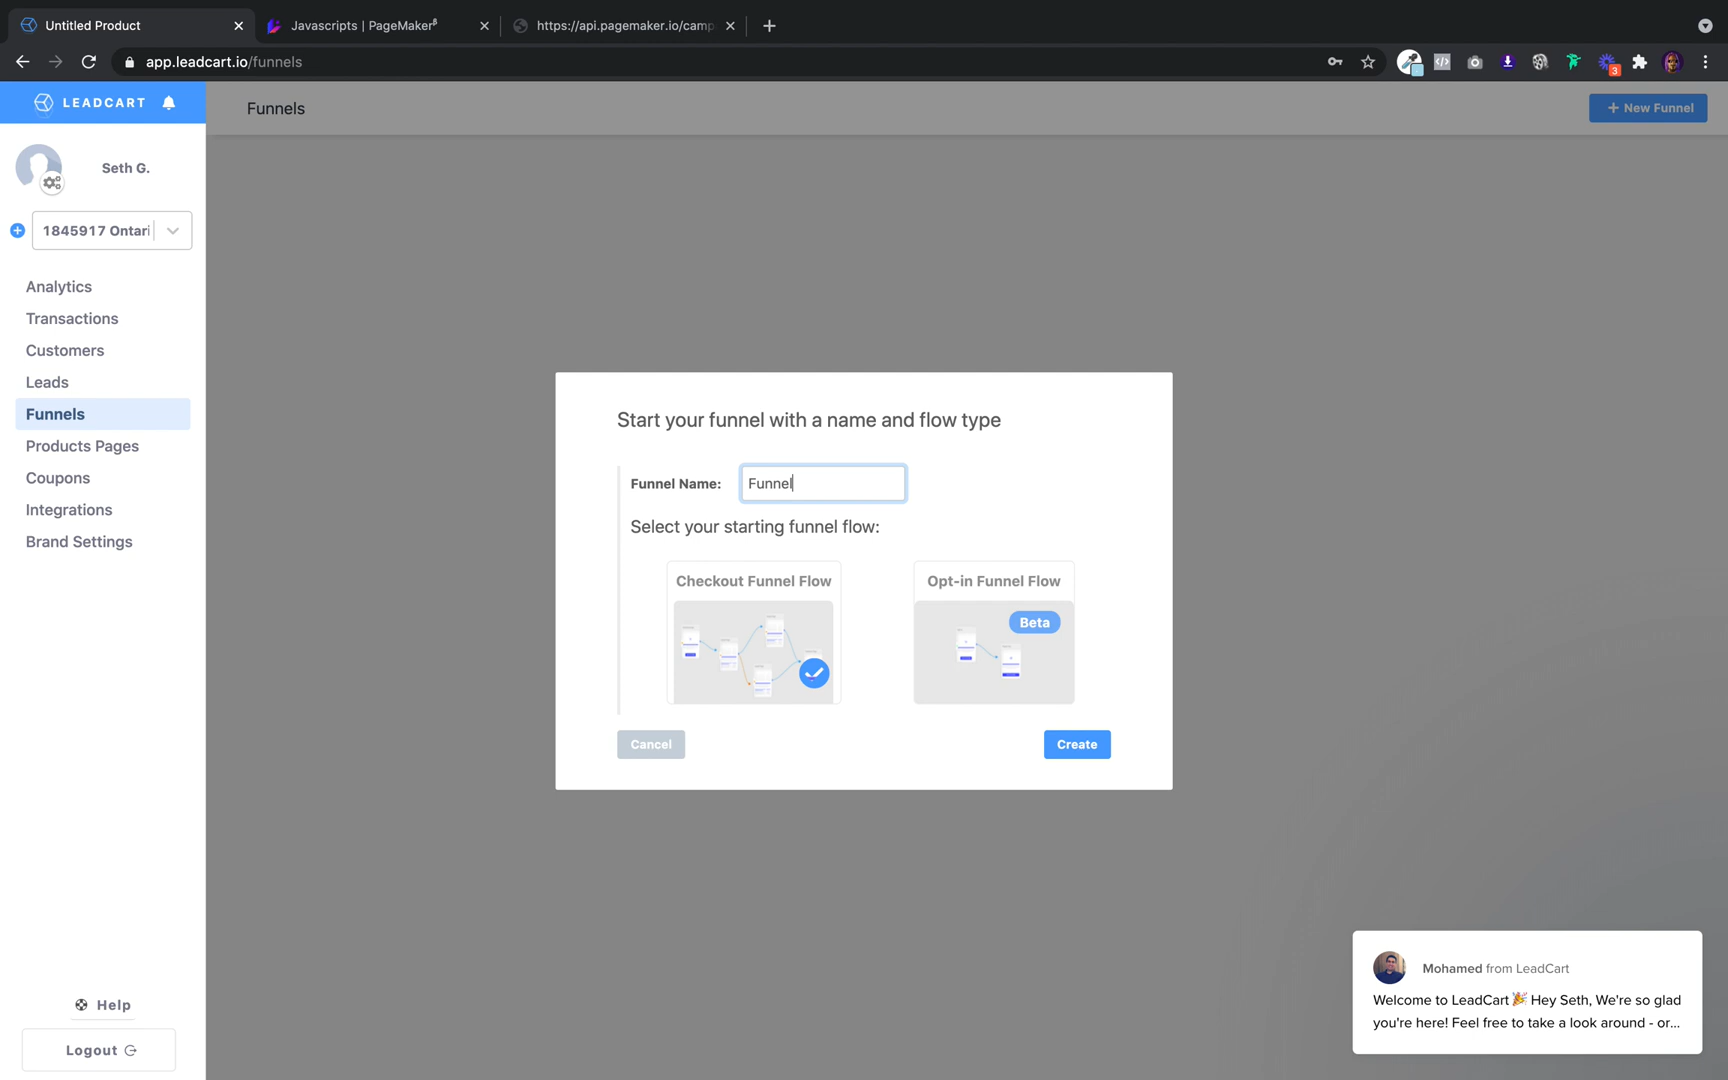 Untitled Product
Javascripts | PageMakerβ
https://api.pagemaker.io/camp
app.leadcart.io/funnels
3
LEADCART
Funnels
+ New Funnel
Seth G.
1845917 Ontari
Analytics
Transactions
Customers
Leads
Funnels
Products Pages
Coupons
Integrations
Brand Settings
Start your funnel with a name and flow type
Funnel Name: Funnel
Select your starting funnel flow:
Checkout Funnel Flow
Opt-in Funnel Flow
Beta
Cancel
Create
Mohamed from LeadCart
Welcome to LeadCart 🎉 Hey Seth, We're so glad
you're here! Feel free to take a look around - or...
Help
Logout